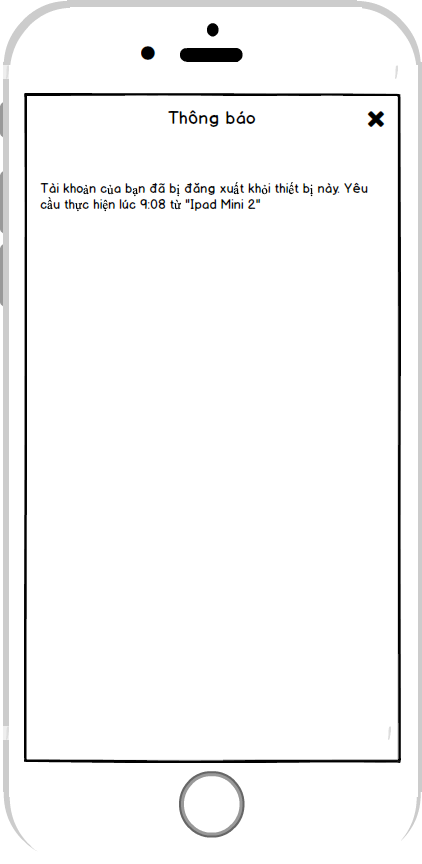 Thông báo
Tài khoản của bạn đã bị đăng xuất khỏi thiết bị này. Yêu
cầu thực hiện lúc 9:08 từ "Ipad Mini 2"